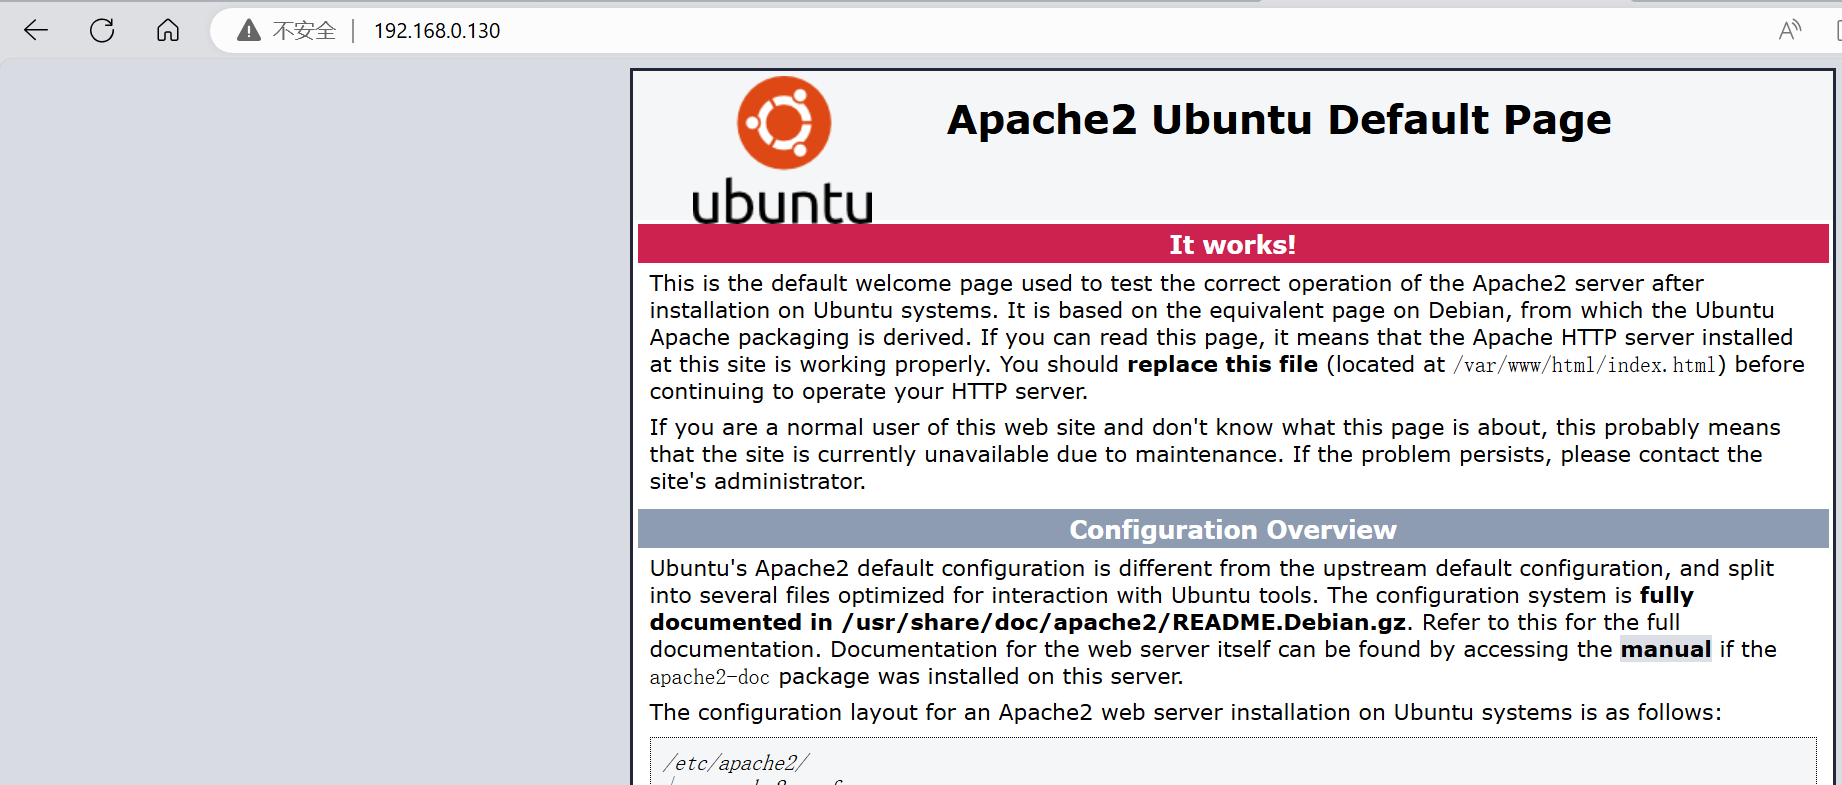 不安全 192.168.0.130
Apache2 Ubuntu Default Page
ubuntu
It works!
This is the default welcome page used to test the correct operation of the Apache2 server after
installation on Ubuntu systems. It is based on the equivalent page on Debian, from which the Ubuntu
Apache packaging is derived. If you can read this page, it means that the Apache HTTP server installed
at this site is working properly. You should replace this file (located at /var/www/html/index.html) before
continuing to operate your HTTP server.
If you are a normal user of this web site and don't know what this page is about, this probably means
that the site is currently unavailable due to maintenance. If the problem persists, please contact the
site's administrator.
Configuration Overview
Ubuntu's Apache2 default configuration is different from the upstream default configuration, and split
into several files optimized for interaction with Ubuntu tools. The configuration system is fully
documented in /usr/share/doc/apache2/README.Debian.gz. Refer to this for the full
documentation. Documentation for the web server itself can be found by accessing the manual if the
apache2-doc package was installed on this server.
The configuration layout for an Apache2 web server installation on Ubuntu systems is as follows:
/etc/apache2/